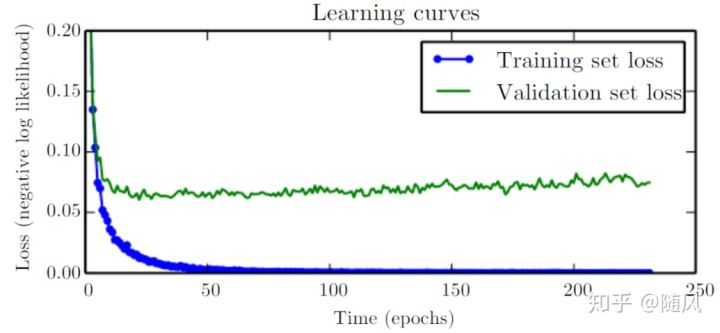 Learning curves
Loss (negative log likelihood)
0.20
0.15
0.10
0.05
0.00
Training set loss
Validation set loss
0
50
100
150
200
250
Time (epochs)
知乎 @随风